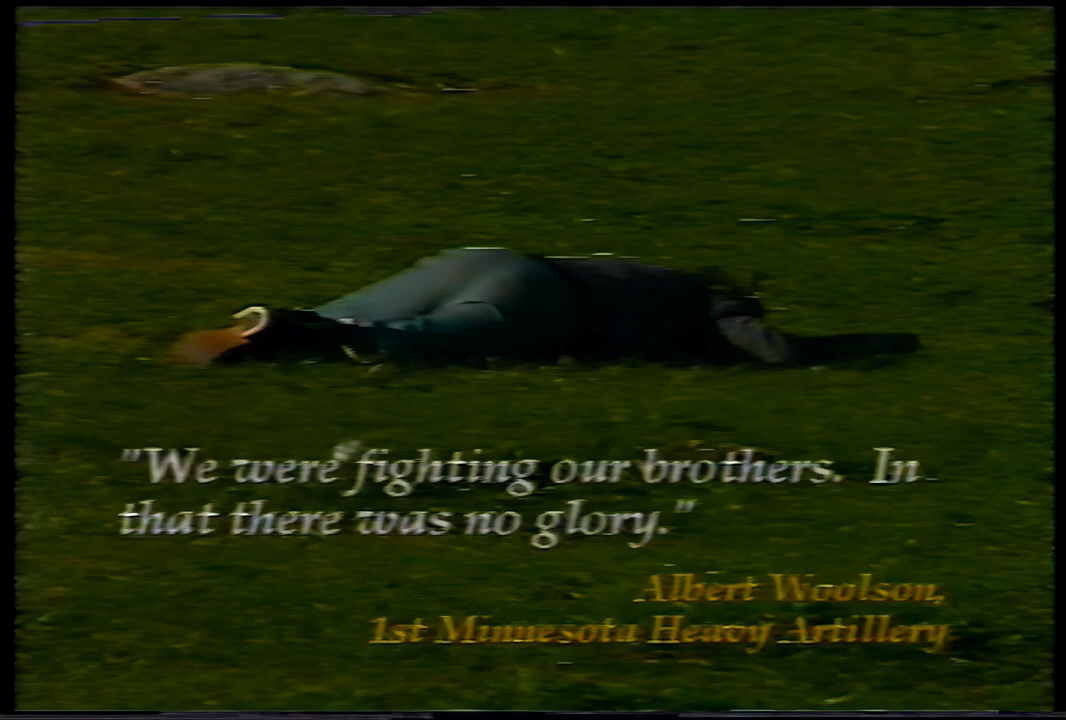 "We were fighting our brothers. In
that there was no glory."
Albert Woolson,
1st Minnesota Heavy Artillery